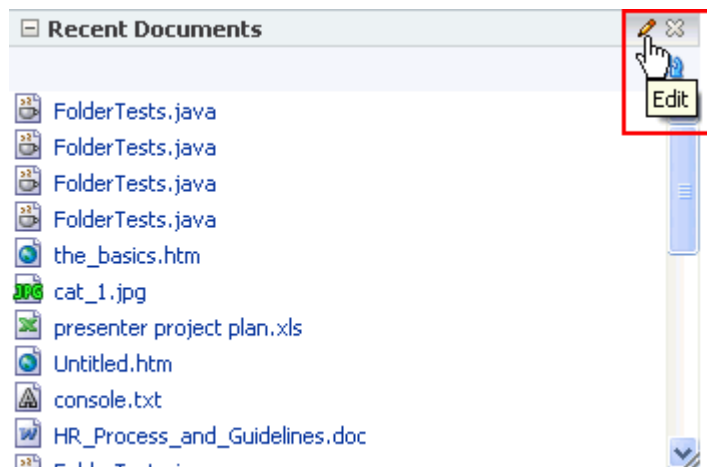 Recent Documents
Edit
FolderTests.java
FolderTests.java
FolderTests.java
FolderTests.java
the_basics.htm
JPG cat_1.jpg
presenter project plan.xls
Untitled.htm
console.txt
HR_Process_and_Guidelines.doc